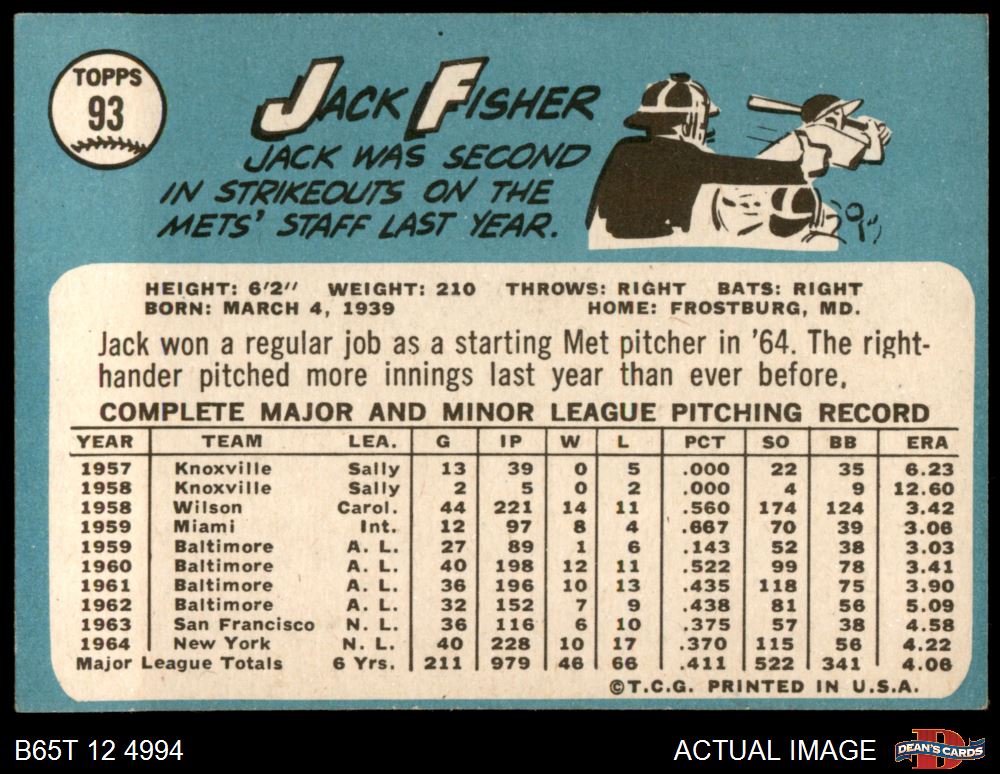 TOPPS
93
JACK FISHER
JACK WAS SECOND
IN STRIKEOUTS ON THE
METS' STAFF LAST YEAR.
HEIGHT: 6'2" WEIGHT: 210 THROWS: RIGHT BATS: RIGHT
BORN: MARCH 4, 1939 HOME: FROSTBURG, MD.
Jack won a regular job as a starting Met pitcher in '64. The right-
hander pitched more innings last year than ever before.
COMPLETE MAJOR AND MINOR LEAGUE PITCHING RECORD
YEAR TEAM LEA. G IP W L PCT SO BB ERA
1957 Knoxville Sally 13 39 0 5 .000 22 35 6.23
1958 Knoxville Sally 2 5 0 2 .000 4 9 12.60
1958 Wilson Carol. 44 221 14 11 .560 174 124 3.42
1959 Miami Int. 12 97 8 4 .667 70 39 3.06
1959 Baltimore A. L. 27 89 1 6 .143 52 38 3.03
1960 Baltimore A. L. 40 198 12 11 .522 99 78 3.41
1961 Baltimore A. L. 36 196 10 13 .435 118 75 3.90
1962 Baltimore A. L. 32 152 7 9 .438 81 56 5.09
1963 San Francisco N. L. 36 116 6 10 .375 57 38 4.58
1964 New York N. L. 40 228 10 17 .370 115 56 4.22
Major League Totals 6 Yrs. 211 979 46 66 .411 522 341 4.06
©T.C.G. PRINTED IN U.S.A.
B65T 12 4994 ACTUAL IMAGE DEAN'S CARDS